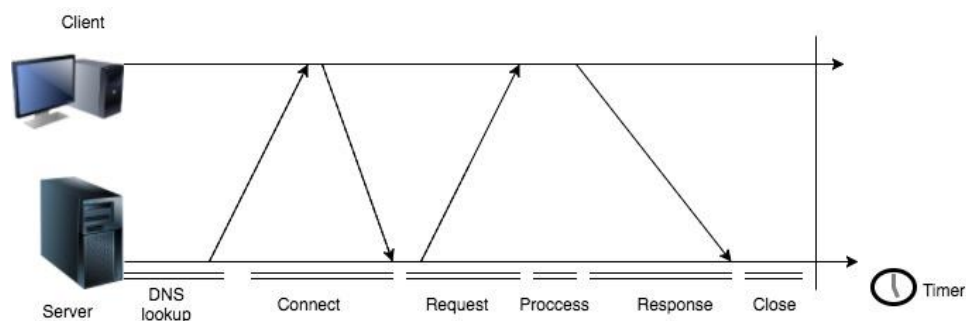 Client
Server
DNS
lookup
Connect
Request
Proccess
Response
Close
Timer